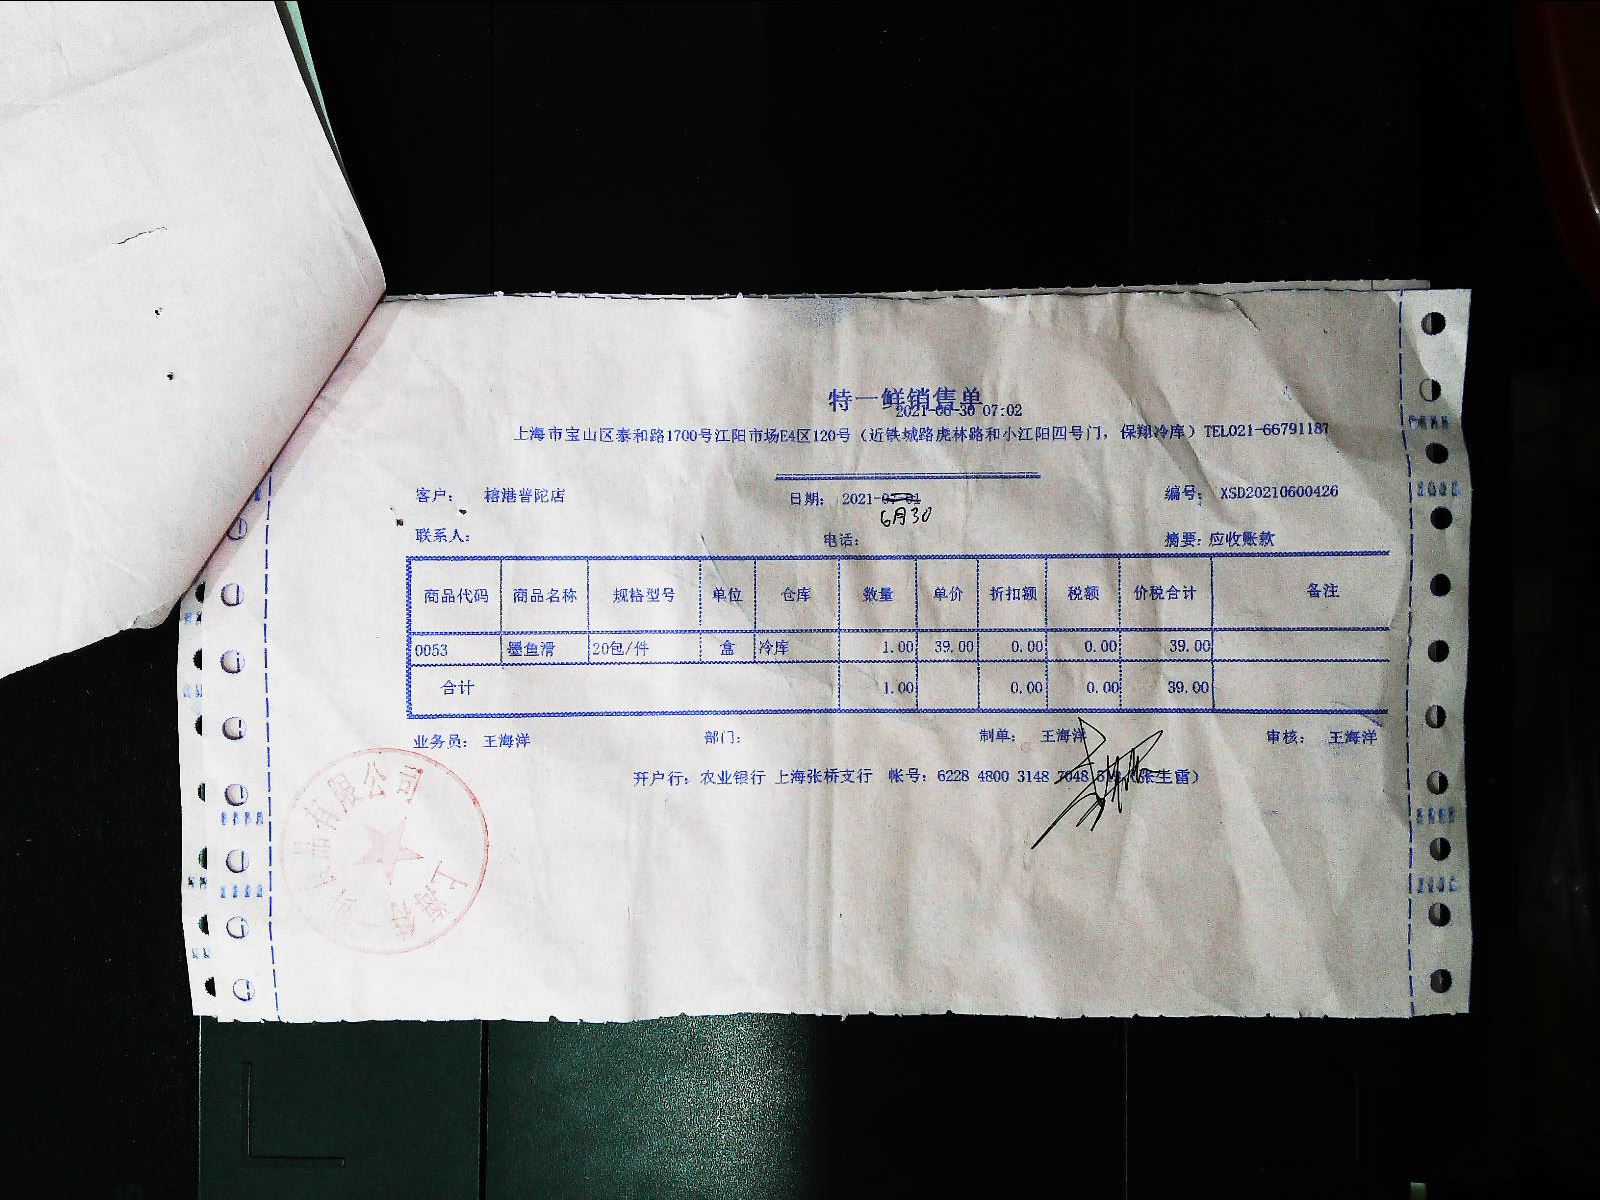 特一鲜销售单
2021-06-30 07:02
上海市宝山区泰和路1700号江阳市场E4区120号（近铁城路虎林路和小江阳四号门，保翔冷库）TEL021-66791187
客户： 榕港普陀店 日期： 2021-07-01 编号： XSD20210600426
6月30
联系人： 电话： 摘要：应收账款
商品代码 商品名称 规格型号 单位 仓库 数量 单价 折扣额 税额 价税合计 备注
0053 墨鱼滑 20包/件 盒 冷库 1.00 39.00 0.00 0.00 39.00
合计 1.00 0.00 0.00 39.00
业务员： 王海洋 部门： 制单： 王海洋 审核： 王海洋
开户行：农业银行 上海张桥支行 帐号：6228 4800 3148 7048
有限公司
上海特一